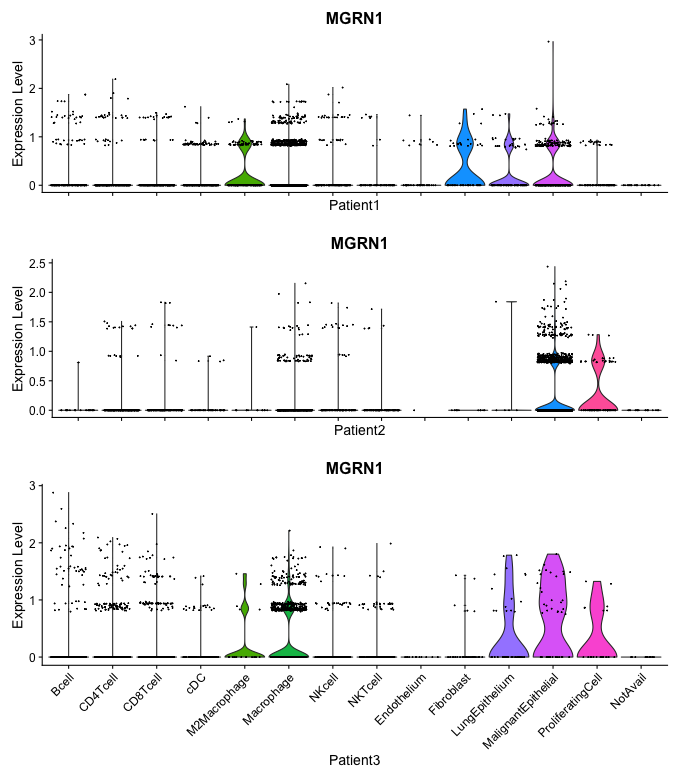 MGRN1
3
2
1
0
Expression Level
Patient1
MGRN1
2.5
2.0
1.5
1.0
0.5
0.0
Expression Level
Patient2
MGRN1
3
2
1
0
Expression Level
Bcell
CD4Tcell
CD8Tcell
cDC
M2Macrophage
Macrophage
NKcell
NKTcell
Endothelium
Fibroblast
LungEpithelium
MalignantEpithelial
ProliferatingCell
NotAvail
Patient3